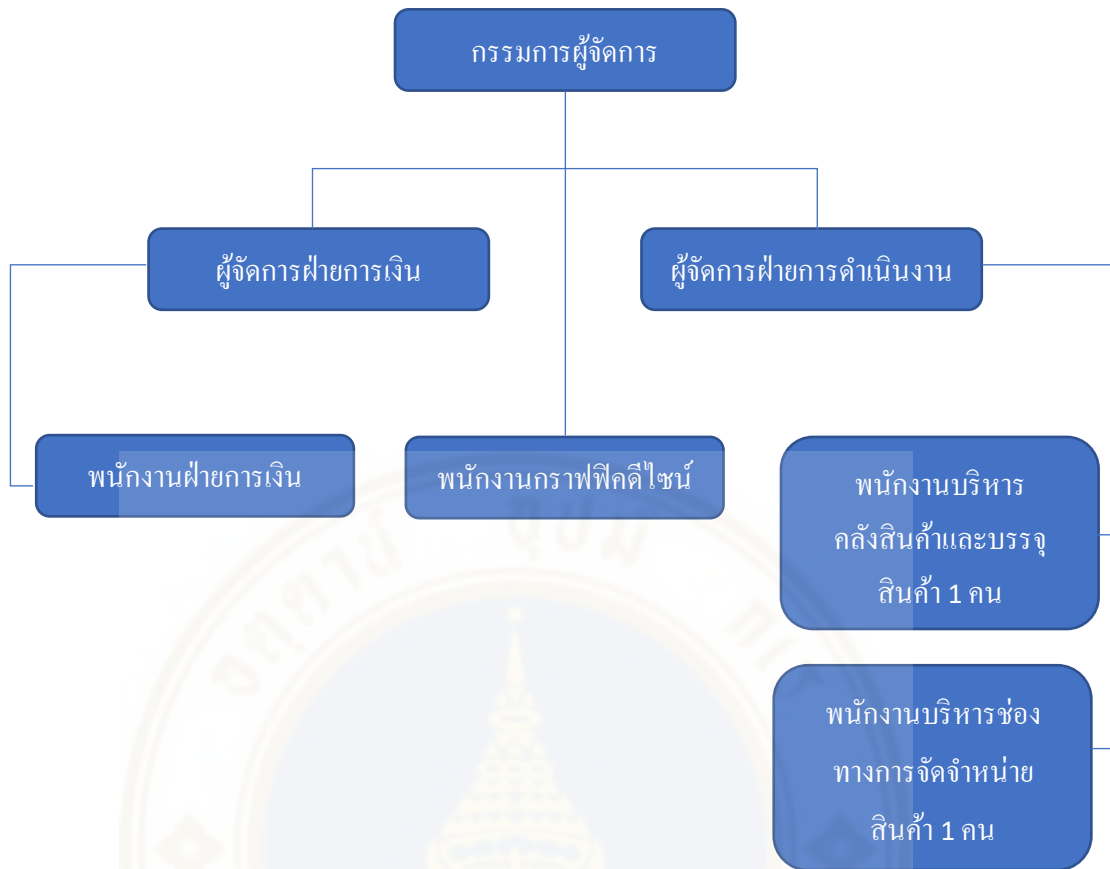 กรรมการผู้จัดการ
ผู้จัดการฝ่ายการเงิน
ผู้จัดการฝ่ายการดำเนินงาน
พนักงานฝ่ายการเงิน
พนักงานกราฟฟิคดีไซน์
พนักงานบริหาร
คลังสินค้าและบรรจุ
สินค้า 1 คน
พนักงานบริหารช่อง
ทางการจัดจำหน่าย
สินค้า 1 คน